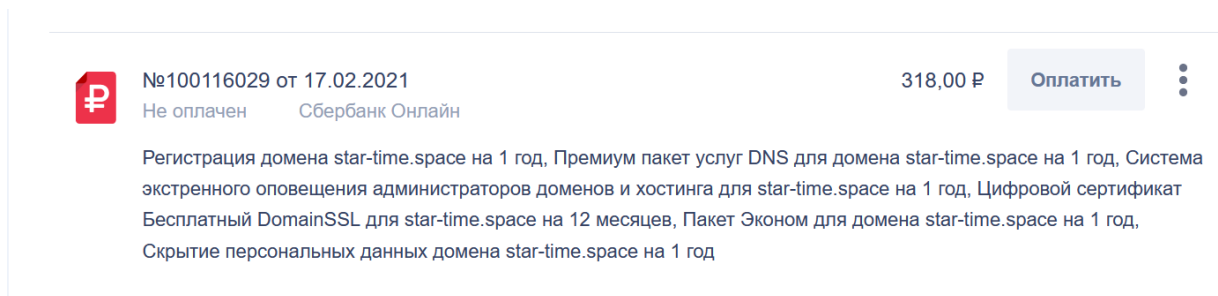 №100116029 от 17.02.2021 318,00 ₽ Оплатить
Не оплачен Сбербанк Онлайн
Регистрация домена star-time.space на 1 год, Премиум пакет услуг DNS для домена star-time.space на 1 год, Система
экстренного оповещения администраторов доменов и хостинга для star-time.space на 1 год, Цифровой сертификат
Бесплатный DomainSSL для star-time.space на 12 месяцев, Пакет Эконом для домена star-time.space на 1 год,
Скрытие персональных данных домена star-time.space на 1 год